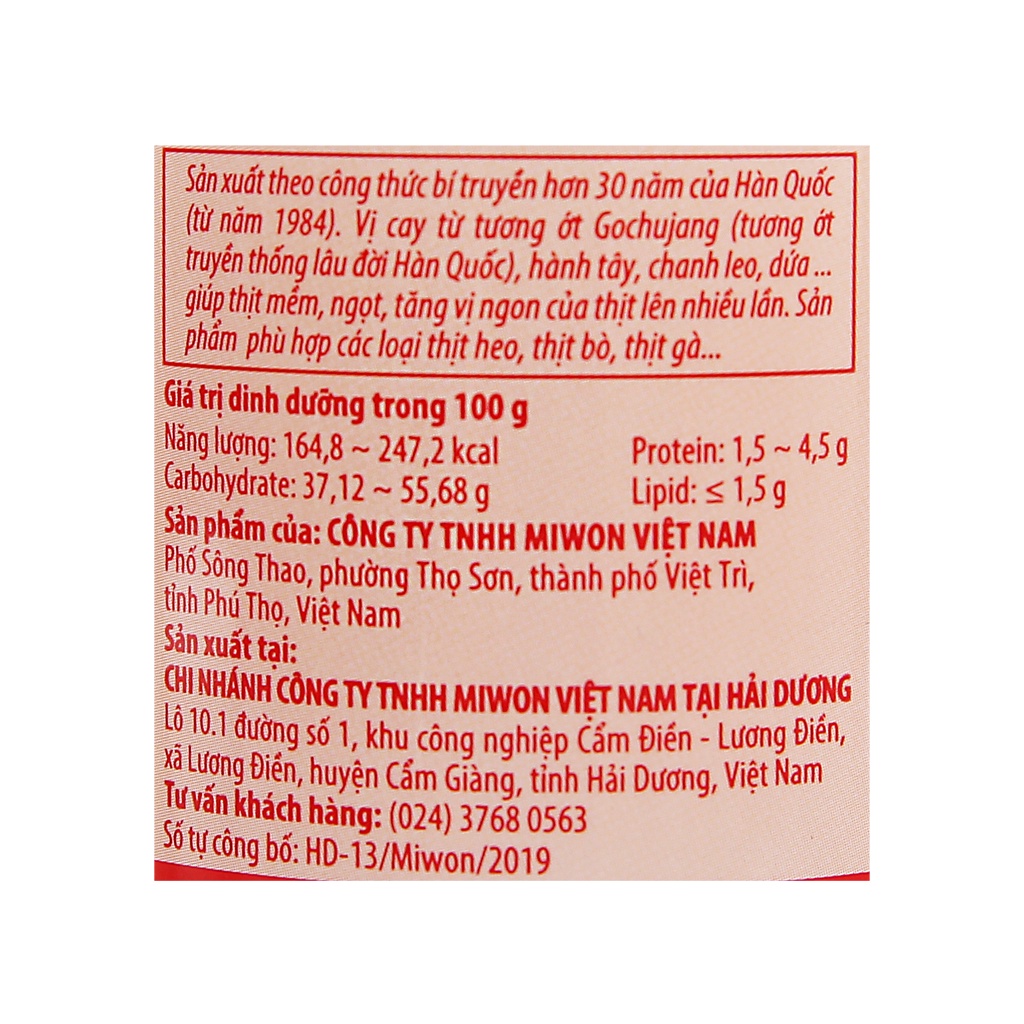 Sản xuất theo công thức bí truyền hơn 30 năm của Hàn Quốc
(từ năm 1984). Vị cay từ tương ớt Gochujang (tương ớt
truyền thống lâu đời Hàn Quốc), hành tây, chanh leo, dứa ...
giúp thịt mềm, ngọt, tăng vị ngon của thịt lên nhiều lần. Sản
phẩm phù hợp các loại thịt heo, thịt bò, thịt gà...
Giá trị dinh dưỡng trong 100 g
Năng lượng: 164,8 ~ 247,2 kcal Protein: 1,5 ~ 4,5 g
Carbohydrate: 37,12 ~ 55,68 g Lipid: ≤ 1,5 g
Sản phẩm của: CÔNG TY TNHH MIWON VIỆT NAM
Phố Sông Thao, phường Thọ Sơn, thành phố Việt Trì,
tỉnh Phú Thọ, Việt Nam
Sản xuất tại:
CHI NHÁNH CÔNG TY TNHH MIWON VIỆT NAM TẠI HẢI DƯƠNG
Lô 10.1 đường số 1, khu công nghiệp Cẩm Điền - Lương Điền,
xã Lương Điền, huyện Cẩm Giàng, tỉnh Hải Dương, Việt Nam
Tư vấn khách hàng: (024) 3768 0563
Số tự công bố: HD-13/Miwon/2019